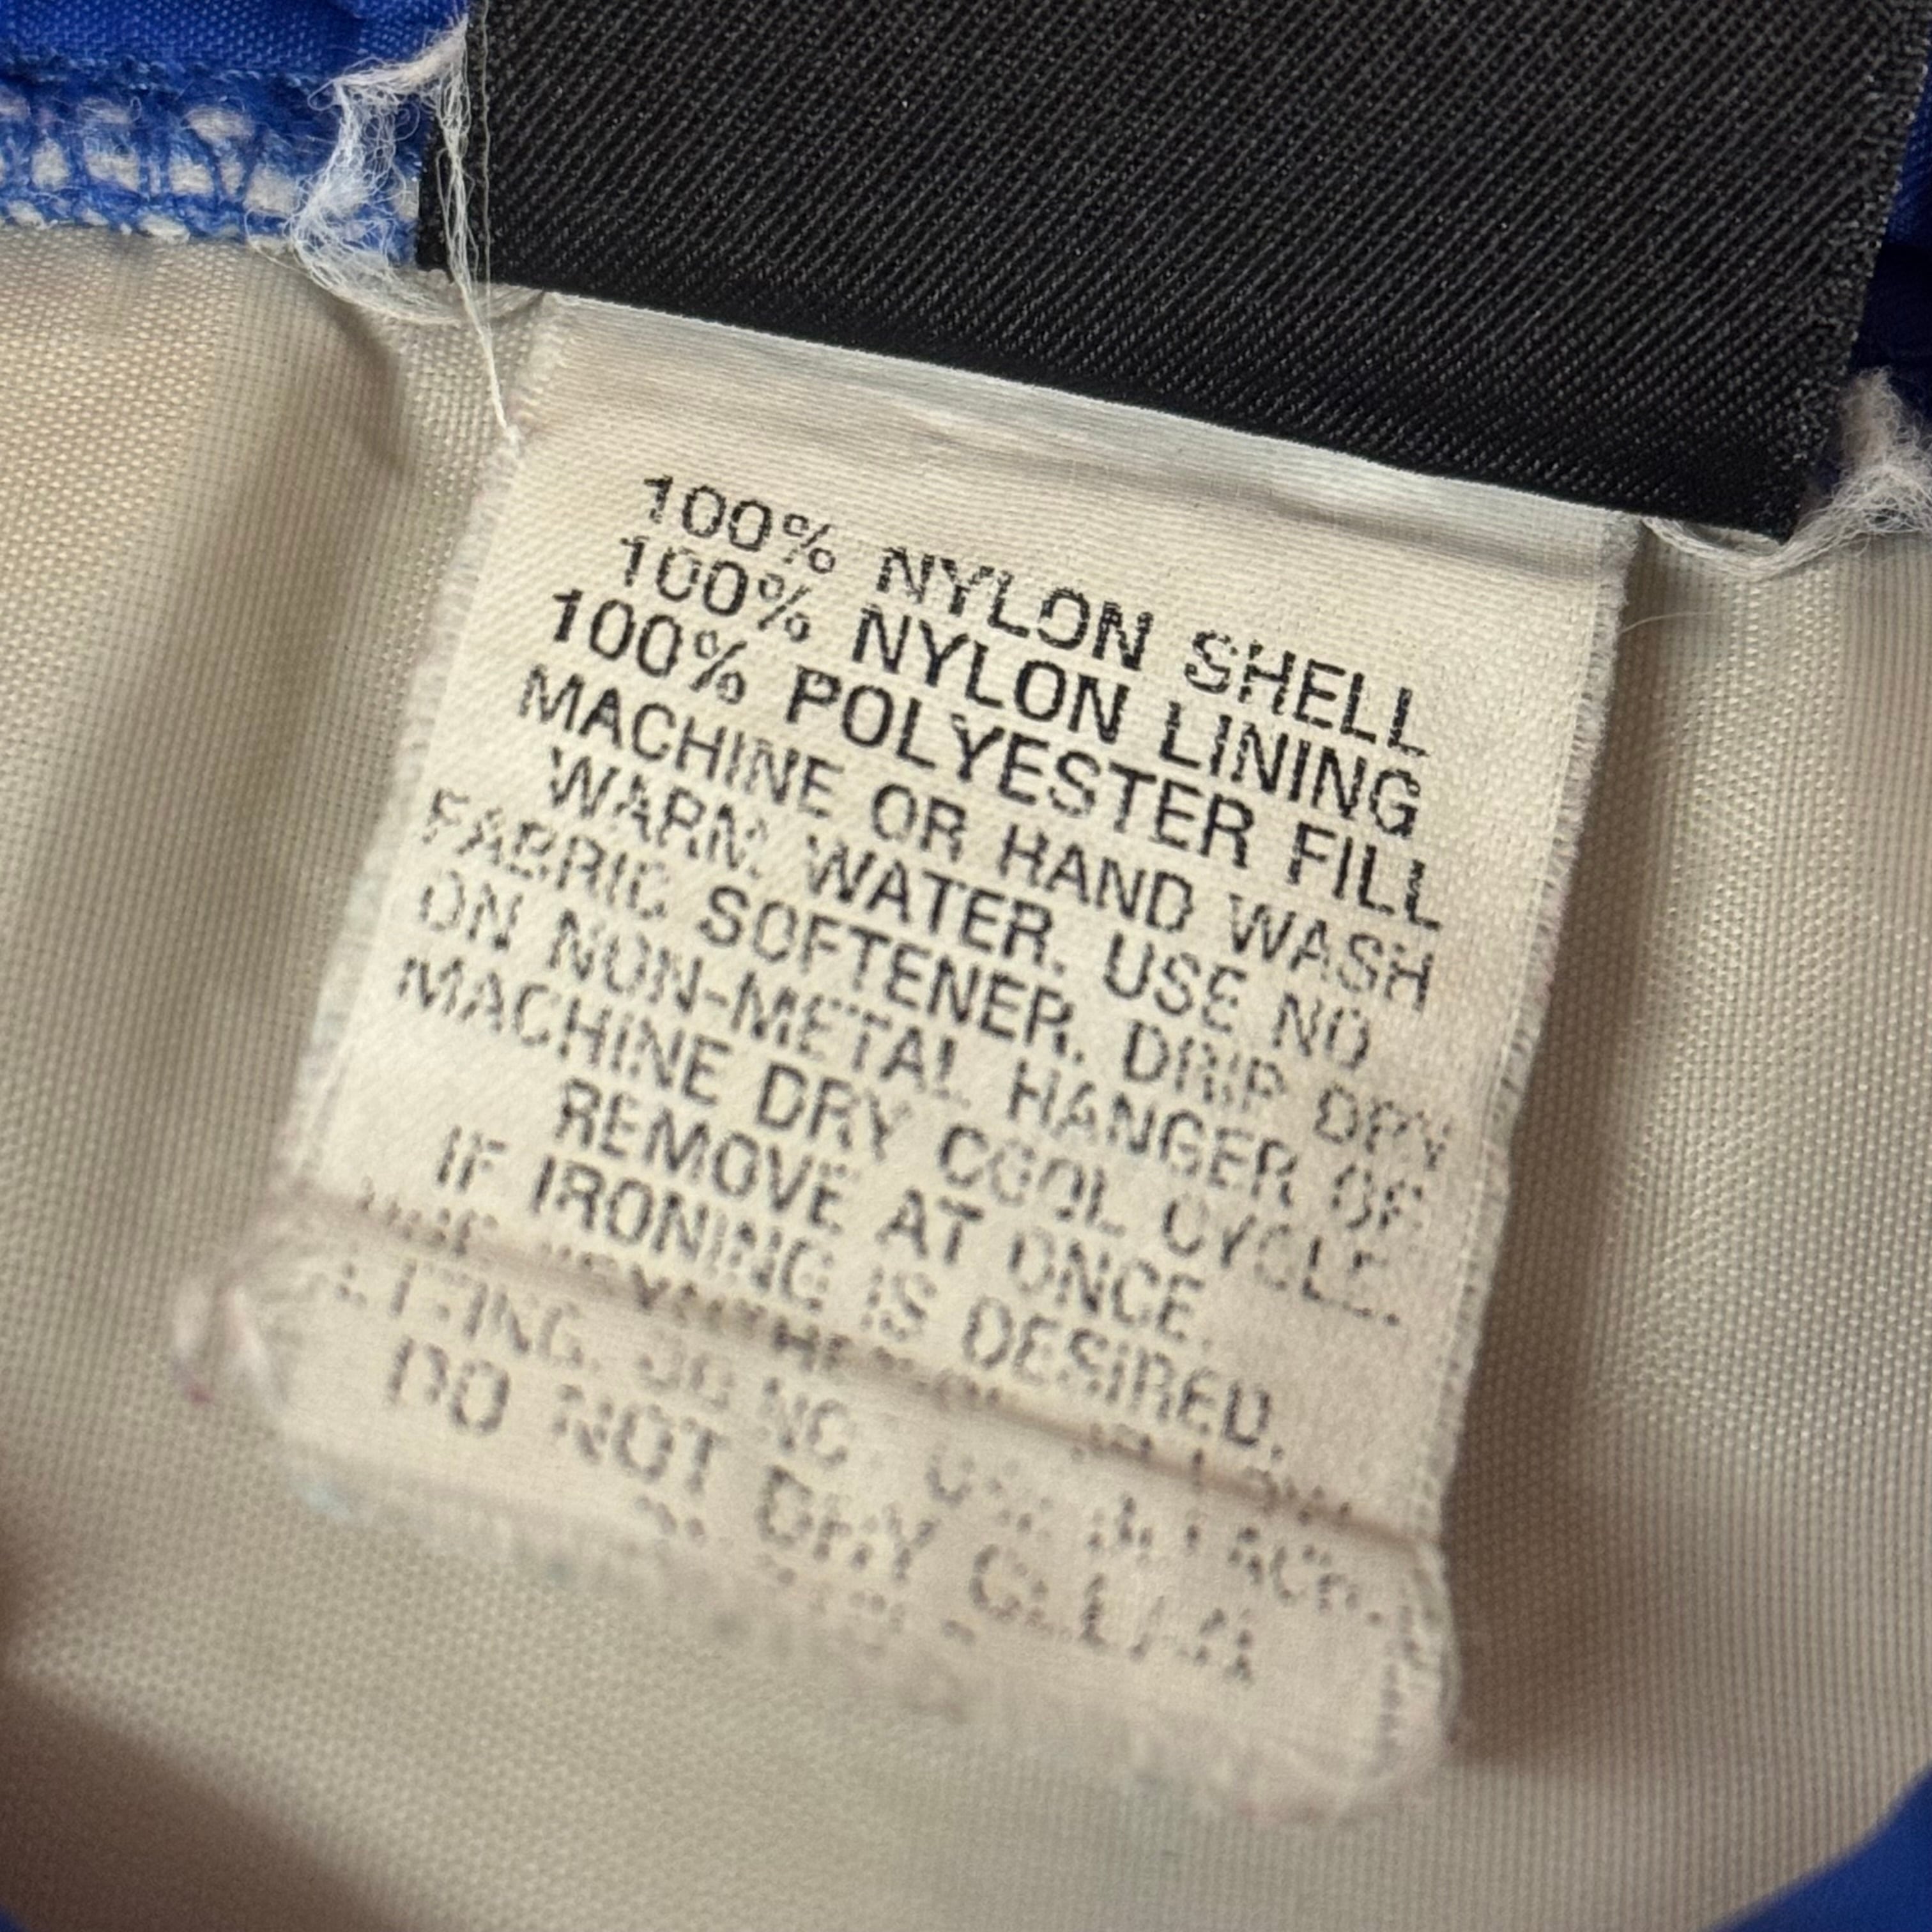 100% NYLON SHELL
100% NYLON LINING
100% POLYESTER FILL
MACHINE OR HAND WASH
WARM WATER. USE NO
FABRIC SOFTENER. DRIP DRY
ON NON-METAL HANGER OR
MACHINE DRY COOL CYCLE.
REMOVE AT ONCE.
IF IRONING IS DESIRED,
DO NOT DRY CLEAN